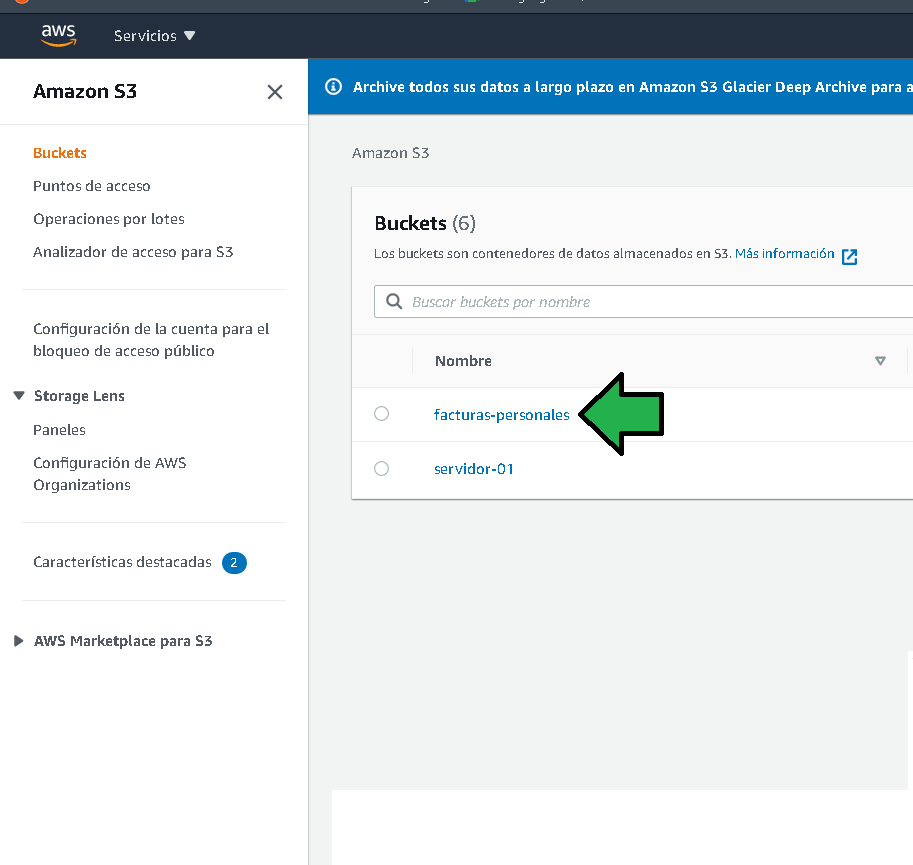 aws
Servicios
Amazon S3
Archive todos sus datos a largo plazo en Amazon S3 Glacier Deep Archive para a
Buckets
Puntos de acceso
Operaciones por lotes
Analizador de acceso para S3
Configuración de la cuenta para el
bloqueo de acceso público
Storage Lens
Paneles
Configuración de AWS
Organizations
Características destacadas 2
AWS Marketplace para S3
Amazon S3
Buckets (6)
Los buckets son contenedores de datos almacenados en S3. Más información
Buscar buckets por nombre
Nombre
facturas-personales
servidor-01